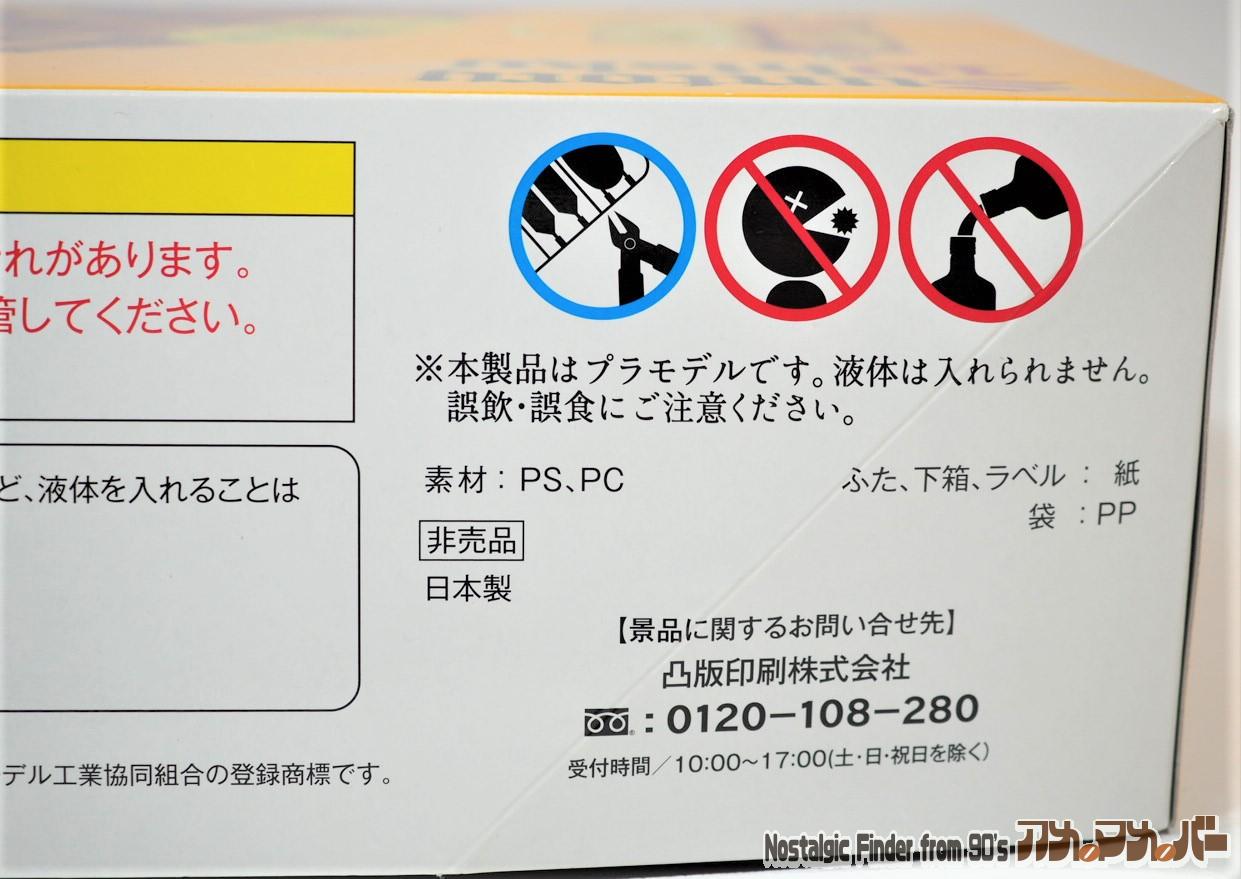 れがあります。
管してください。
ど、液体を入れることは
デル工業協同組合の登録商標です。
※本製品はプラモデルです。液体は入れられません。
誤飲・誤食にご注意ください。
素材：PS、PC
ふた、下箱、ラベル：紙
袋：PP
非売品
日本製
【景品に関するお問い合せ先】
凸版印刷株式会社
：0120-108-280
受付時間／10:00〜17:00(土・日・祝日を除く)
Nostalgic Finder from 90's